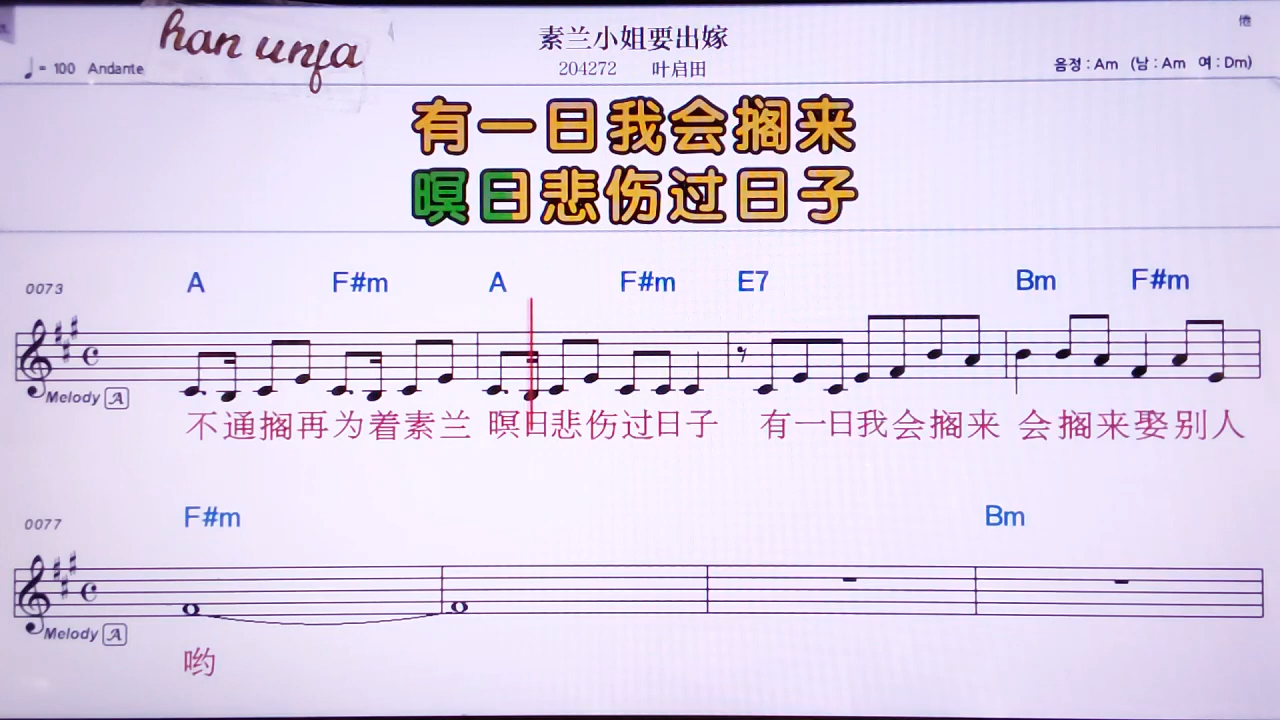 han unfa
素兰小姐要出嫁
倦
♩= 100 Andante
204272 叶启田
음정 : Am (남 : Am 여 : Dm)
有一日我会搁来
暝日悲伤过日子
0073
A F#m A F#m E7 Bm F#m
Melody A
不通搁再为着素兰 暝日悲伤过日子 有一日我会搁来 会搁来娶别人
0077
F#m Bm
Melody A
哟